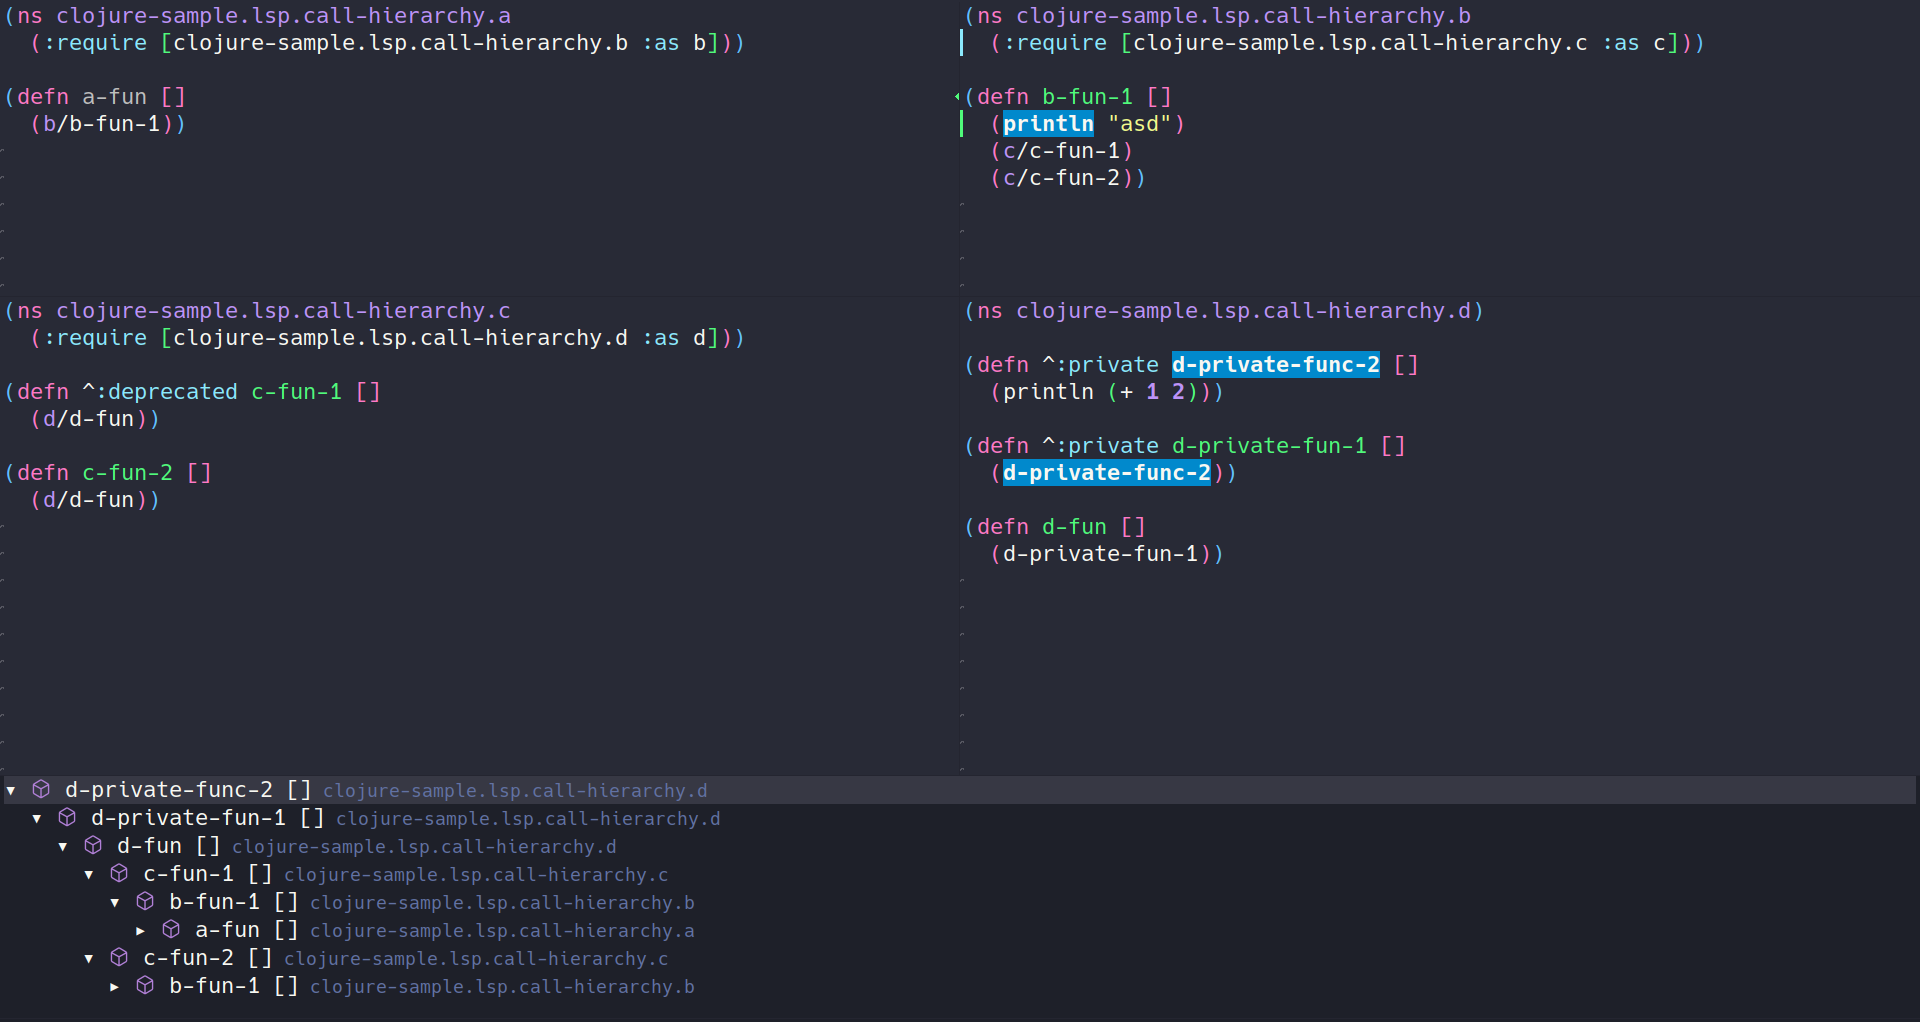 (ns clojure-sample.lsp.call-hierarchy.a
  (:require [clojure-sample.lsp.call-hierarchy.b :as b]))

(defn a-fun []
  (b/b-fun-1))

(ns clojure-sample.lsp.call-hierarchy.b
  (:require [clojure-sample.lsp.call-hierarchy.c :as c]))

(defn b-fun-1 []
  (println "asd")
  (c/c-fun-1)
  (c/c-fun-2))

(ns clojure-sample.lsp.call-hierarchy.c
  (:require [clojure-sample.lsp.call-hierarchy.d :as d]))

(defn ^:deprecated c-fun-1 []
  (d/d-fun))

(defn c-fun-2 []
  (d/d-fun))

(ns clojure-sample.lsp.call-hierarchy.d)

(defn ^:private d-private-func-2 []
  (println (+ 1 2)))

(defn ^:private d-private-fun-1 []
  (d-private-func-2))

(defn d-fun []
  (d-private-fun-1))

d-private-func-2 [] clojure-sample.lsp.call-hierarchy.d
d-private-fun-1 [] clojure-sample.lsp.call-hierarchy.d
d-fun [] clojure-sample.lsp.call-hierarchy.d
c-fun-1 [] clojure-sample.lsp.call-hierarchy.c
b-fun-1 [] clojure-sample.lsp.call-hierarchy.b
a-fun [] clojure-sample.lsp.call-hierarchy.a
c-fun-2 [] clojure-sample.lsp.call-hierarchy.c
b-fun-1 [] clojure-sample.lsp.call-hierarchy.b